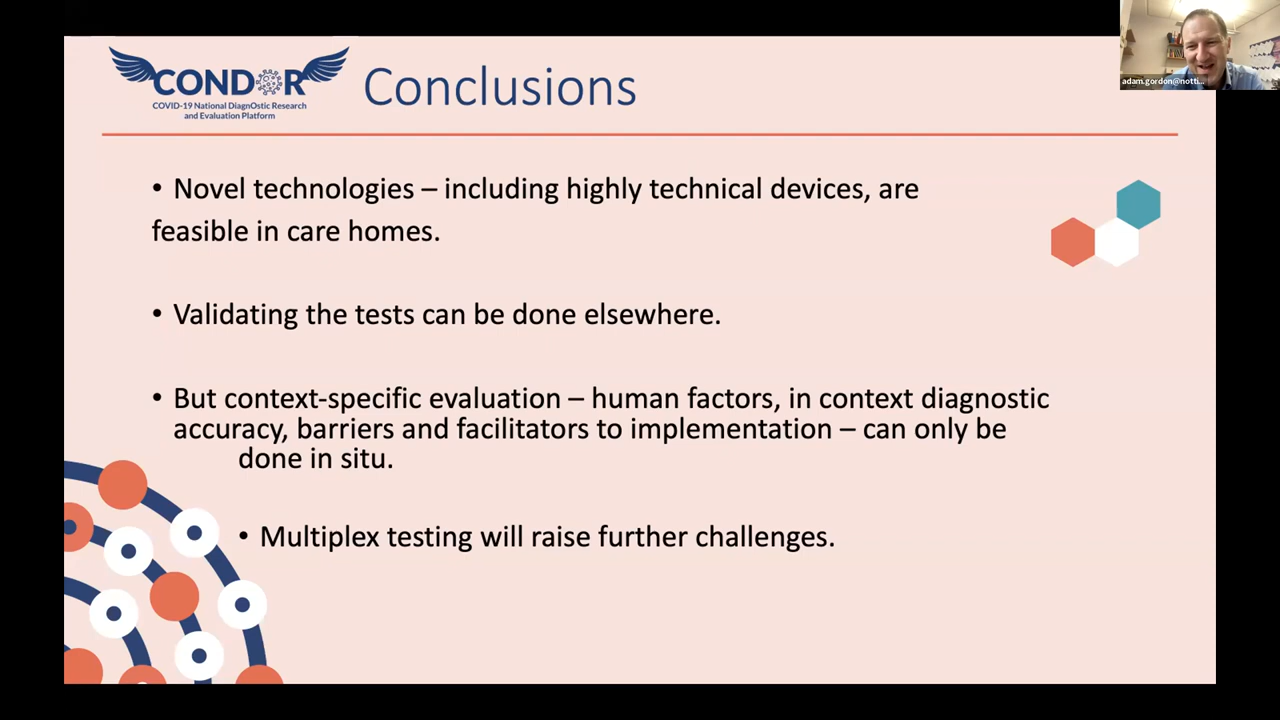 CONDOR
COVID-19 National DiagnOstic Research
and Evaluation Platform
Conclusions
adam.gordon@notti...
• Novel technologies – including highly technical devices, are
feasible in care homes.
• Validating the tests can be done elsewhere.
• But context-specific evaluation – human factors, in context diagnostic
accuracy, barriers and facilitators to implementation – can only be
done in situ.
• Multiplex testing will raise further challenges.